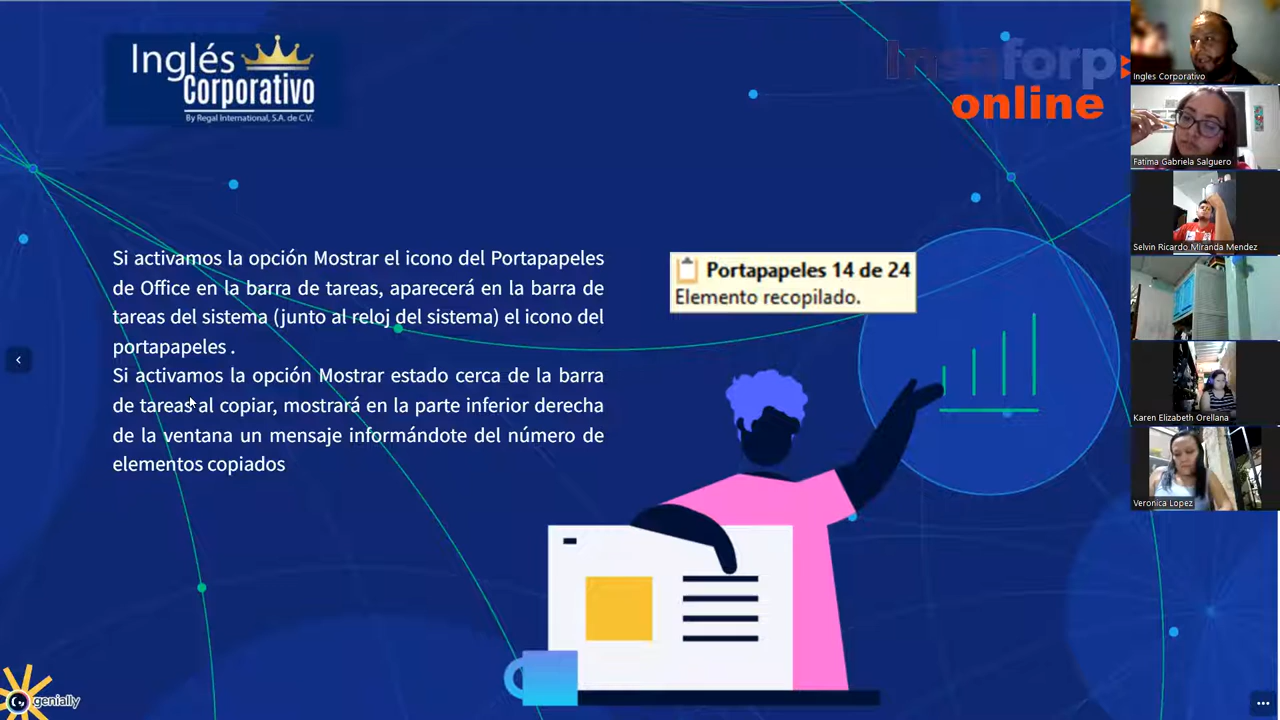 Inglés
Corporativo
By Regal International, S.A. de C.V.
Insaforp
online
Si activamos la opción Mostrar el icono del Portapapeles
de Office en la barra de tareas, aparecerá en la barra de
tareas del sistema (junto al reloj del sistema) el icono del
portapapeles .
Si activamos la opción Mostrar estado cerca de la barra
de tareas al copiar, mostrará en la parte inferior derecha
de la ventana un mensaje informándote del número de
elementos copiados
Portapapeles 14 de 24
Elemento recopilado.
genially
Ingles Corporativo
Fatima Gabriela Salguero
Selvin Ricardo Miranda Mendez
Karen Elizabeth Orellana
Veronica Lopez